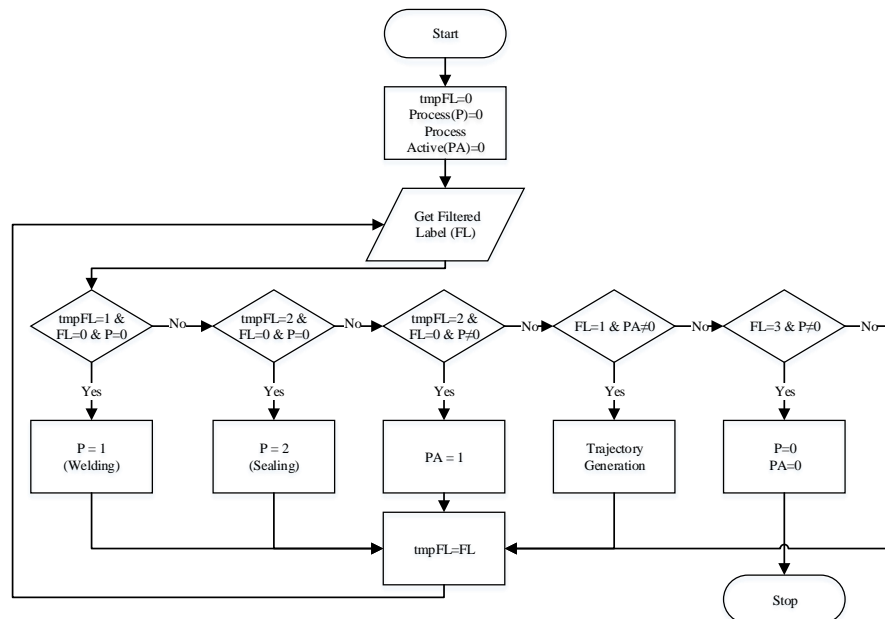 Start
tmpFL=0
Process(P)=0
Process
Active(PA)=0
Get Filtered
Label (FL)
tmpFL=1 &
FL=0 & P=0
No
tmpFL=2 &
FL=0 & P=0
No
tmpFL=2 &
FL=0 & P≠0
No
FL=1 & PA≠0
No
FL=3 & P≠0
No
Yes
Yes
Yes
Yes
Yes
P = 1
(Welding)
P = 2
(Sealing)
PA = 1
Trajectory
Generation
P=0
PA=0
tmpFL=FL
Stop